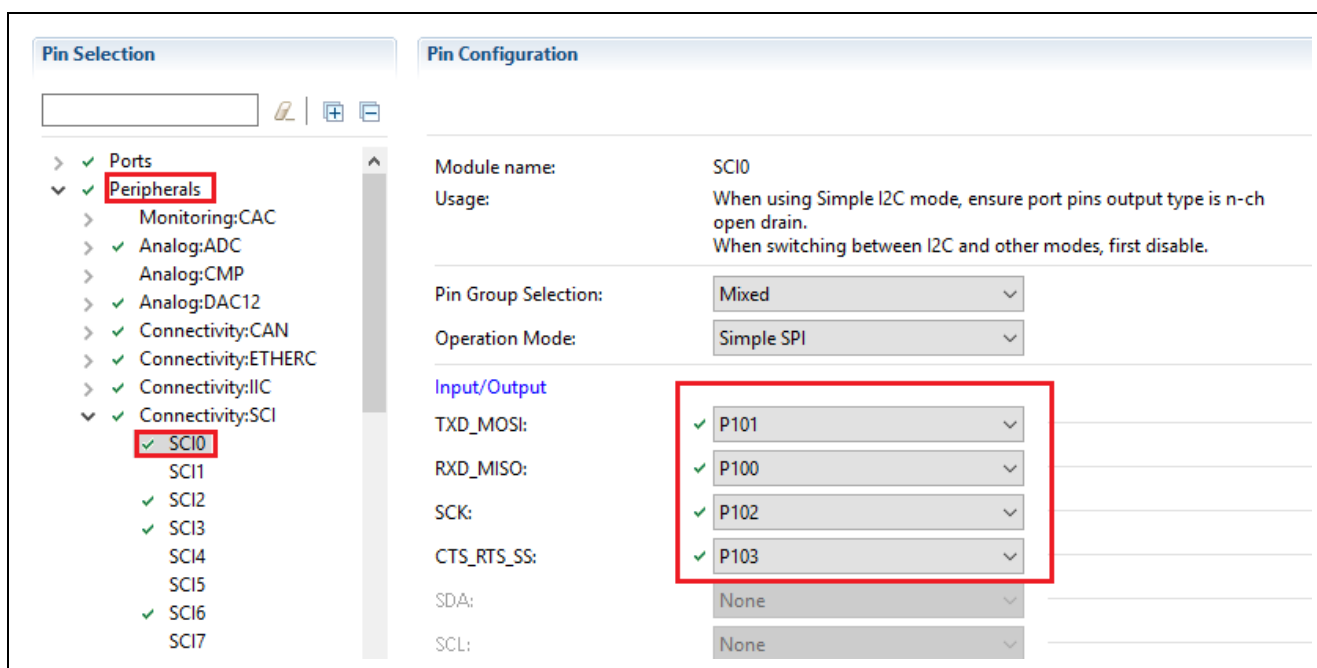 Pin Selection
Ports
Peripherals
Monitoring:CAC
Analog:ADC
Analog:CMP
Analog:DAC12
Connectivity:CAN
Connectivity:ETHERC
Connectivity:IIC
Connectivity:SCI
SCI0
SCI1
SCI2
SCI3
SCI4
SCI5
SCI6
SCI7
Pin Configuration
Module name: SCI0
Usage: When using Simple I2C mode, ensure port pins output type is n-ch
open drain.
When switching between I2C and other modes, first disable.
Pin Group Selection: Mixed
Operation Mode: Simple SPI
Input/Output
TXD_MOSI: P101
RXD_MISO: P100
SCK: P102
CTS_RTS_SS: P103
SDA: None
SCL: None